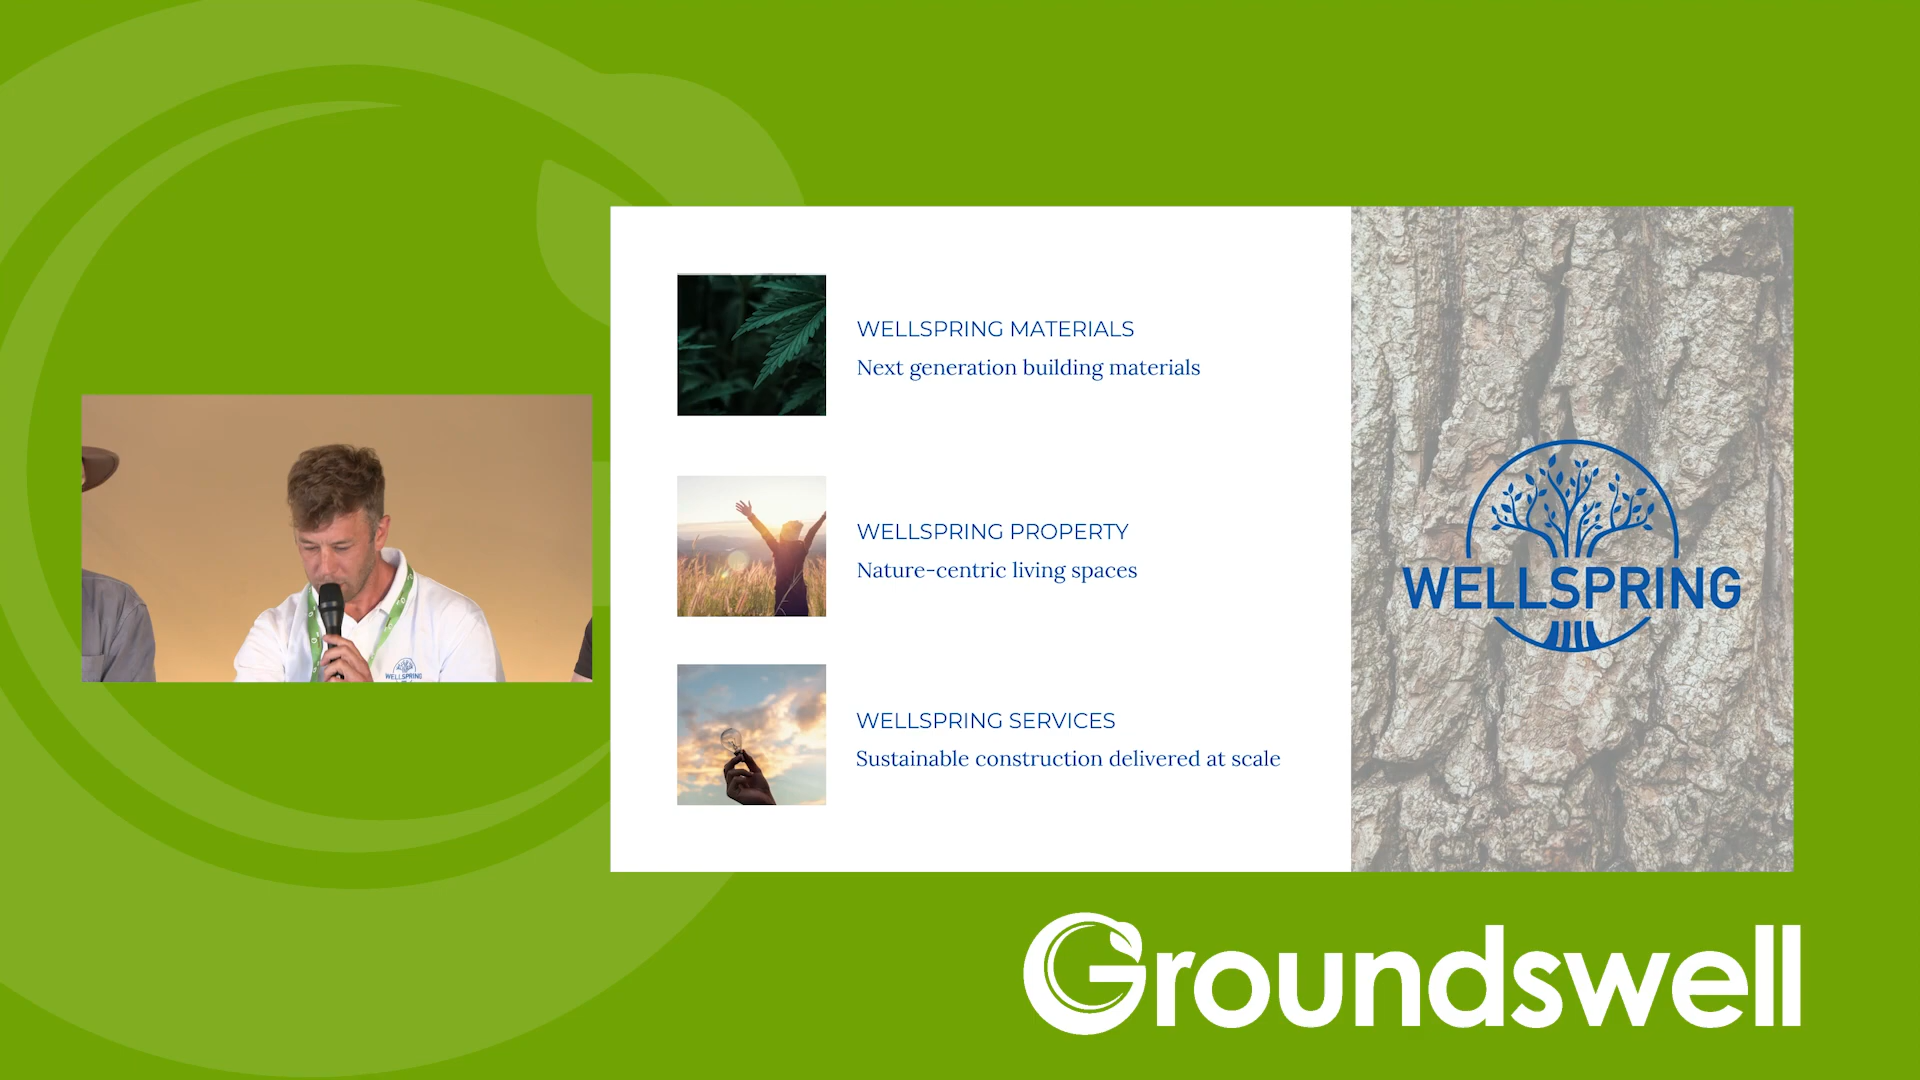 WELLSPRING MATERIALS
Next generation building materials
WELLSPRING PROPERTY
Nature-centric living spaces
WELLSPRING SERVICES
Sustainable construction delivered at scale
WELLSPRING
WELLSPRING
Groundswell